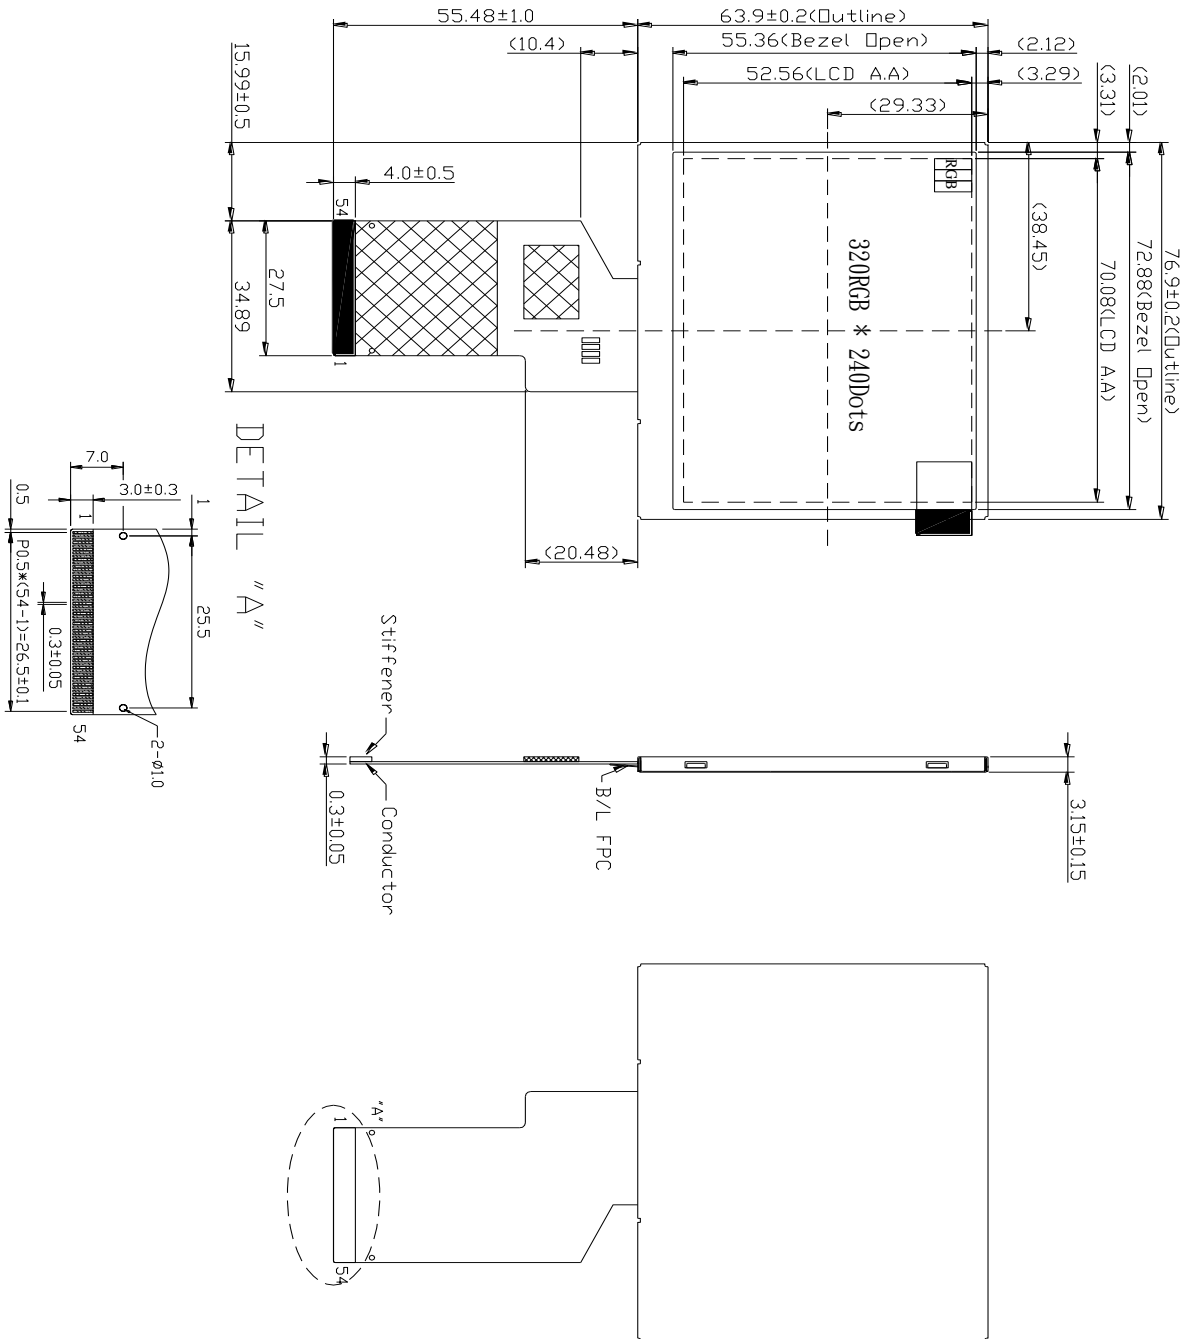 55.48±1.0
63.9±0.2(Outline)
(10.4)
55.36(Bezel Open)
(2.12)
52.56(LCD A.A)
(3.29)
(29.33)
15.99±0.5
(3.31)
(2.01)
4.0±0.5
54
RGB
(38.45)
76.9±0.2(Outline)
72.88(Bezel Open)
70.08(LCD A.A)
320RGB * 240Dots
27.5
34.89
1
(20.48)
DETAIL "A"
7.0
3.0±0.3
0.5
1
1
P0.5*(54-1)=26.5±0.1
0.3±0.05
25.5
54
2-ø1.0
Stiffener
Conductor
0.3±0.05
B/L FPC
3.15±0.15
"A"
1
54